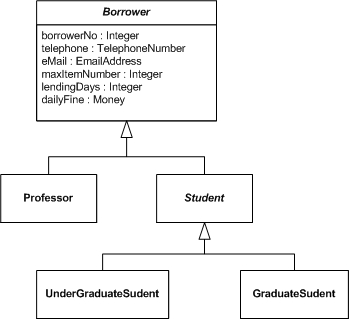 Borrower
borrowerNo : Integer
telephone : TelephoneNumber
eMail : EmailAddress
maxItemNumber : Integer
lendingDays : Integer
dailyFine : Money
Professor
Student
UnderGraduateSudent
GraduateSudent